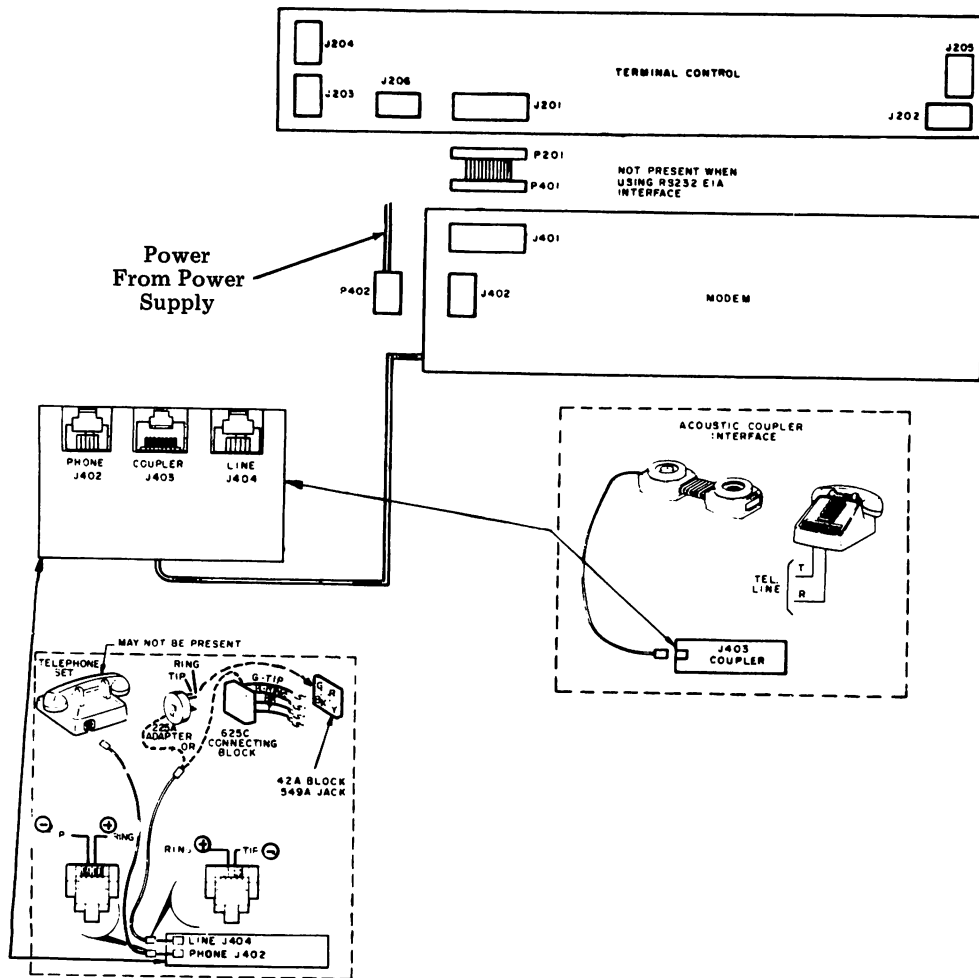 J204
J203
J206
J201
TERMINAL CONTROL
J205
J202
P201
P401
NOT PRESENT WHEN
USING RS232 EIA
INTERFACE
Power
From Power
Supply
P402
J401
J402
MODEM
PHONE
J402
COUPLER
J403
LINE
J404
ACOUSTIC COUPLER
INTERFACE
TEL.
LINE
T
R
J403
COUPLER
MAY NOT BE PRESENT
TELEPHONE
SET
RING
TIP
225A
ADAPTER
OR
G-TIP
625C
CONNECTING
BLOCK
G
R
Y
42A BLOCK
549A JACK
P
RING
RING
TIP
LINE J404
PHONE J402